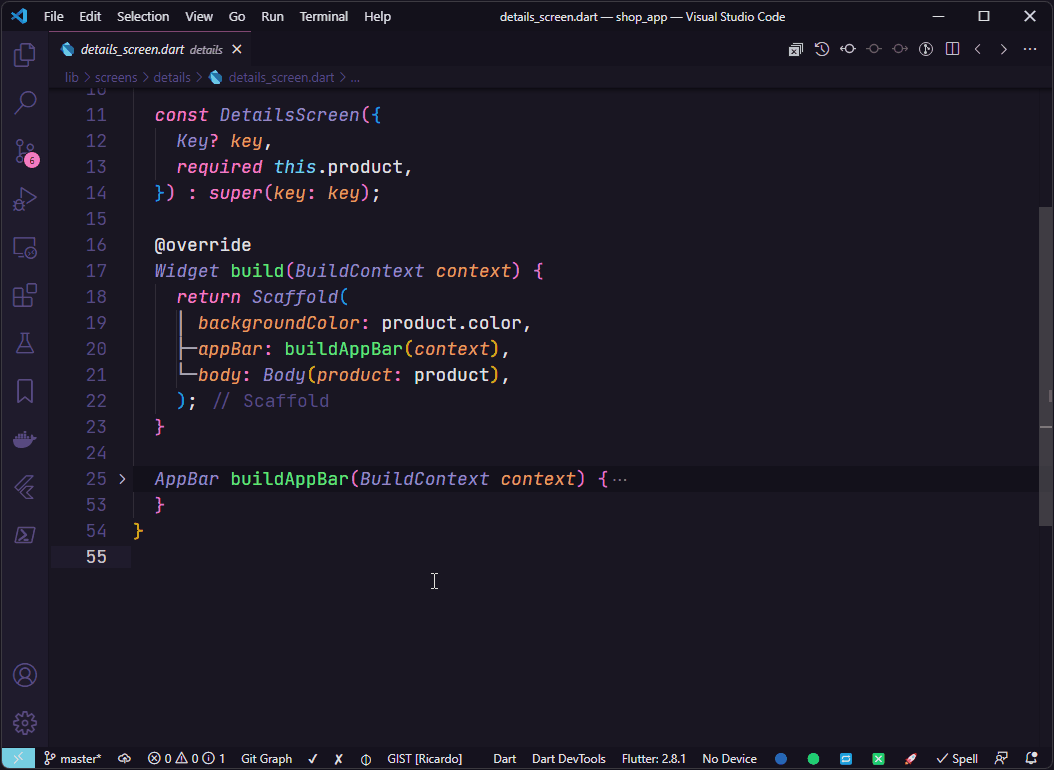 File Edit Selection View Go Run Terminal Help
details_screen.dart — shop_app — Visual Studio Code
details_screen.dart details
lib > screens > details > details_screen.dart > ...
10
11 const DetailsScreen({
12 Key? key,
13 required this.product,
14 }) : super(key: key);
15
16 @override
17 Widget build(BuildContext context) {
18 return Scaffold(
19 backgroundColor: product.color,
20 appBar: buildAppBar(context),
21 body: Body(product: product),
22 ); // Scaffold
23 }
24
25 AppBar buildAppBar(BuildContext context) {···
53 }
54 }
55
6
master* 0 0 1 Git Graph GIST [Ricardo] Dart Dart DevTools Flutter: 2.8.1 No Device Spell